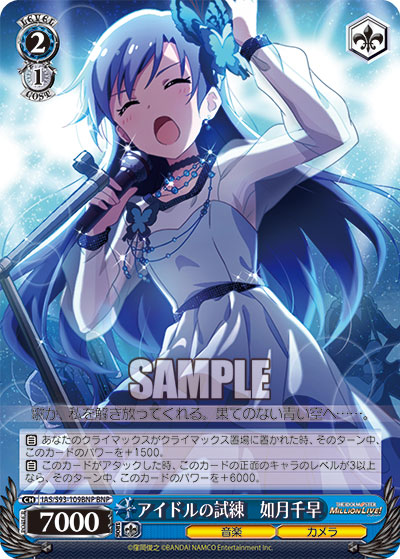 LEVEL
2
1
COST
SAMPLE
歌が、私を解き放ってくれる。果てのない青い空へ……。
自 あなたのクライマックスがクライマックス置場に置かれた時、そのターン中、
このカードのパワーを+1500。
自 このカードがアタックした時、このカードの正面のキャラのレベルが3以上
なら、そのターン中、このカードのパワーを+6000。
CH IAS/S93-109BNP BNP
アイドルの試練 如月千早
THE IDOLM@STER
MILLION LIVE!
7000
音楽 カメラ
©窪岡俊之 ©BANDAI NAMCO Entertainment Inc.